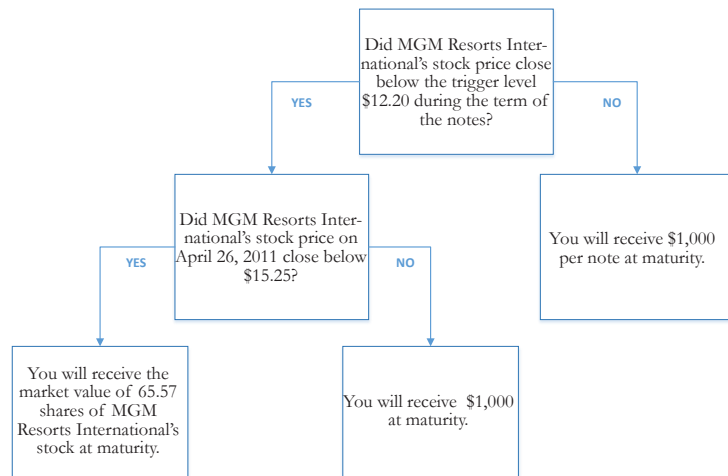 Did MGM Resorts Inter-
national's stock price close
below the trigger level
$12.20 during the term of
the notes?
YES
NO
Did MGM Resorts Inter-
national's stock price on
April 26, 2011 close below
$15.25?
You will receive $1,000
per note at maturity.
YES
NO
You will receive the
market value of 65.57
shares of MGM
Resorts International's
stock at maturity.
You will receive $1,000
at maturity.